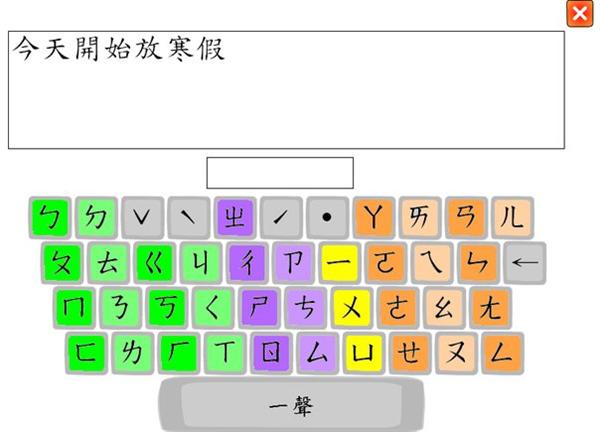 今天開始放寒假
ㄅ ㄉ ˇ ˋ ㄓ ˊ ˙ ㄚ ㄞ ㄢ ㄦ
ㄆ ㄊ ㄍ ㄐ ㄔ ㄗ ㄧ ㄛ ㄟ ㄣ ←
ㄇ ㄋ ㄎ ㄑ ㄕ ㄘ ㄨ ㄜ ㄠ ㄤ
ㄈ ㄌ ㄏ ㄒ ㄖ ㄙ ㄩ ㄝ ㄡ ㄥ
一聲